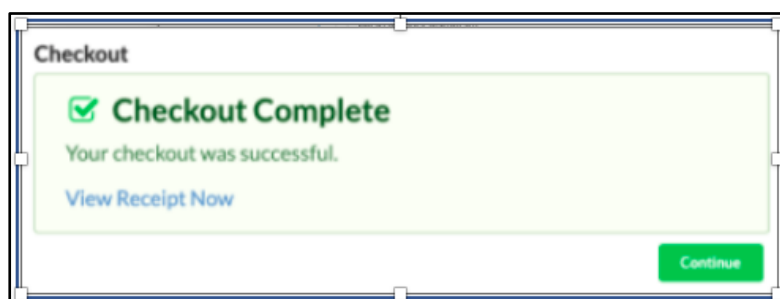 Checkout
Checkout Complete
Your checkout was successful.
View Receipt Now
Continue